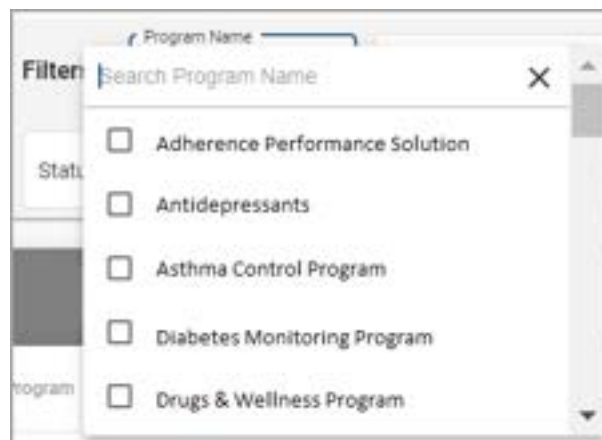 Program Name
Filter
Search Program Name
Adherence Performance Solution
Statu
Antidepressants
Asthma Control Program
Diabetes Monitoring Program
rogram
Drugs & Wellness Program